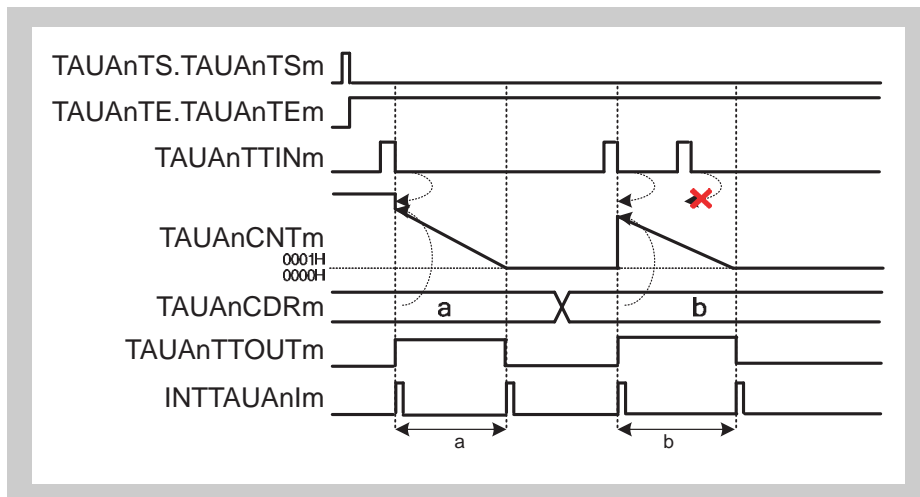 TAUAnTS.TAUAnTSm
TAUAnTE.TAUAnTEm
TAUAnTTINm
TAUAnCNTm
0001H
0000H
TAUAnCDRm
a
b
TAUAnTTOUTm
INTTAUAnIm
a
b